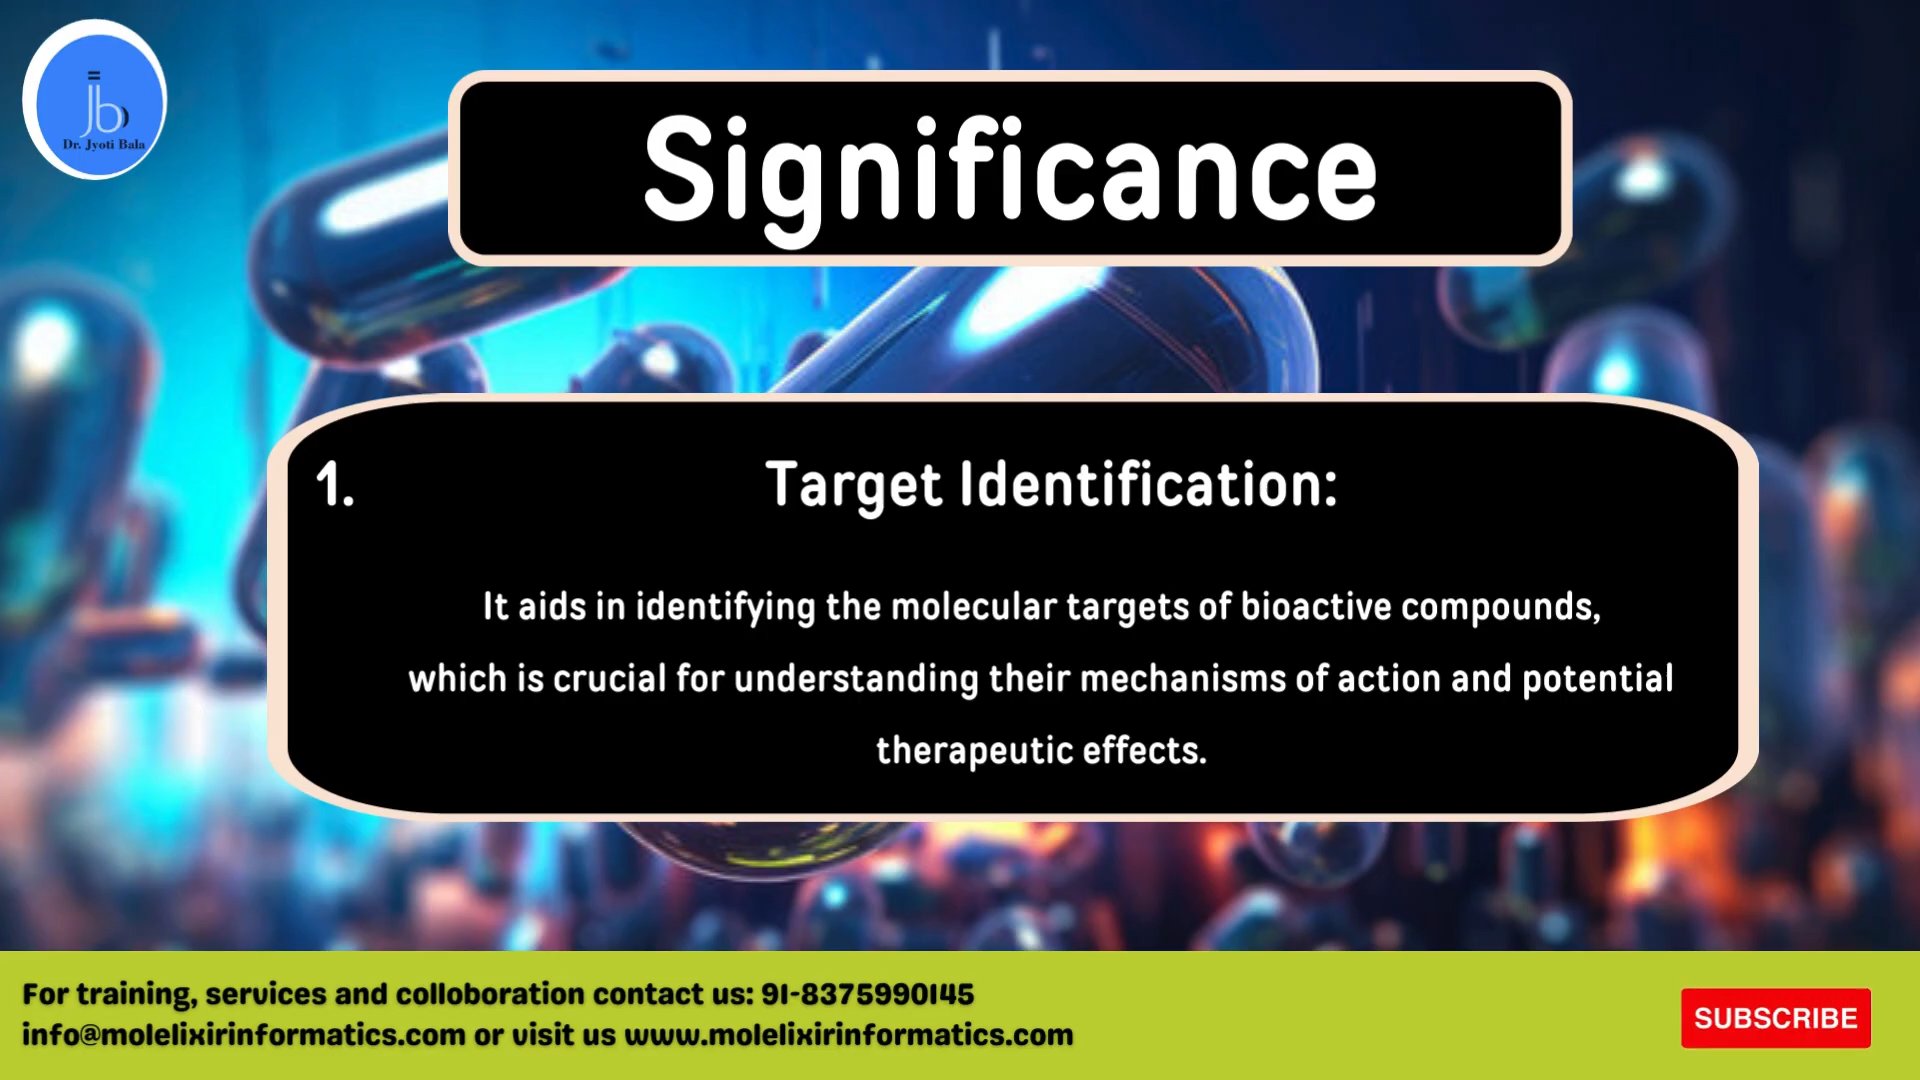 jb
Dr. Jyoti Bala
Significance
1. Target Identification:
It aids in identifying the molecular targets of bioactive compounds,
which is crucial for understanding their mechanisms of action and potential
therapeutic effects.
For training, services and colloboration contact us: 91-8375990145
info@molelixirinformatics.com or visit us www.molelixirinformatics.com
SUBSCRIBE